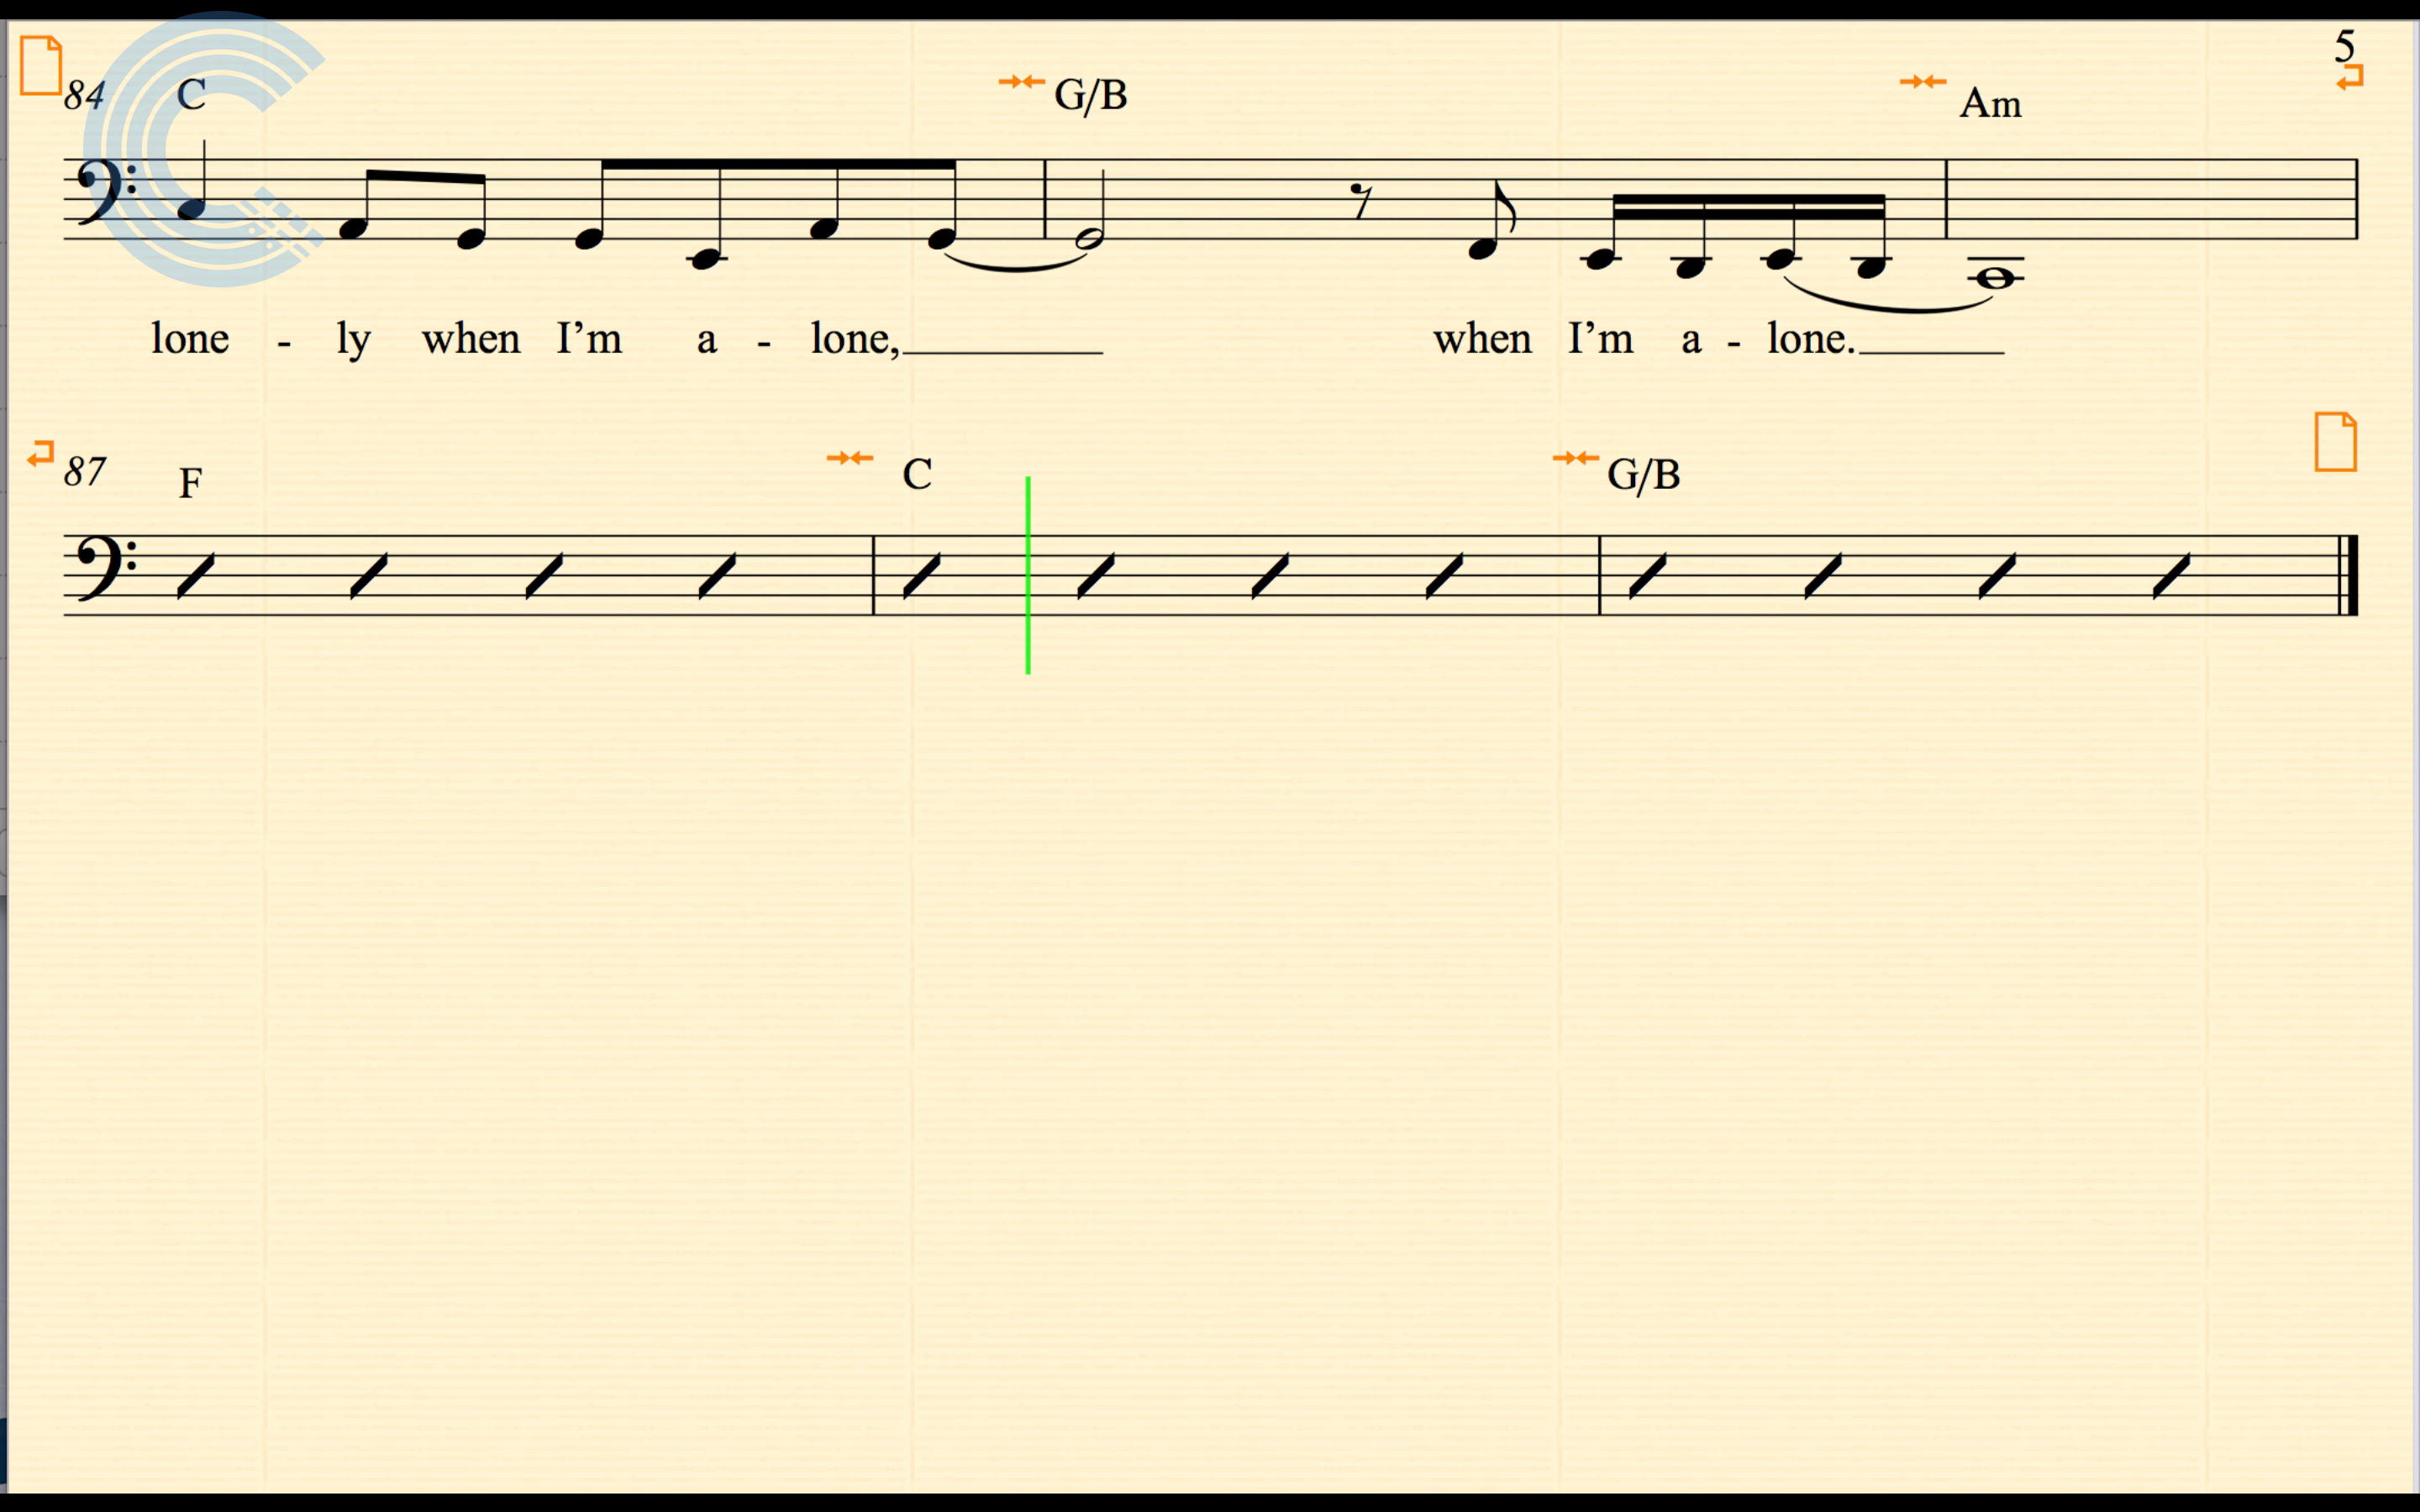 5
84 C G/B Am
lone - ly when I’m a - lone, when I’m a - lone.
87 F C G/B